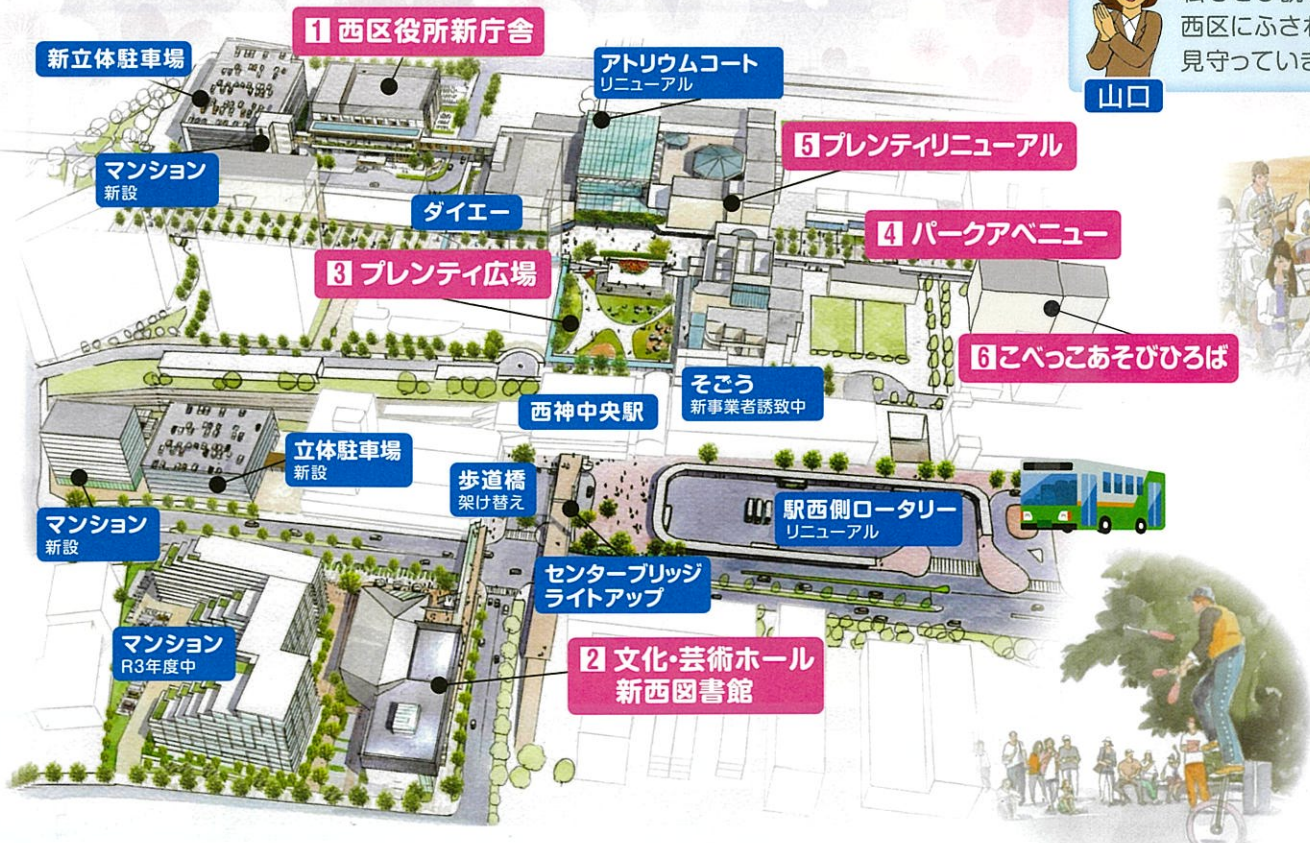 私もとも
西区にふさわ
見守っていま
山口
1 西区役所新庁舎
新立体駐車場
アトリウムコート
リニューアル
5 プレンティリニューアル
マンション
新設
ダイエー
4 パークアベニュー
3 プレンティ広場
6 こべっこあそびひろば
そごう
新事業者誘致中
西神中央駅
立体駐車場
新設
歩道橋
架け替え
駅西側ロータリー
リニューアル
マンション
新設
センターブリッジ
ライトアップ
マンション
R3年度中
2 文化・芸術ホール
新西図書館